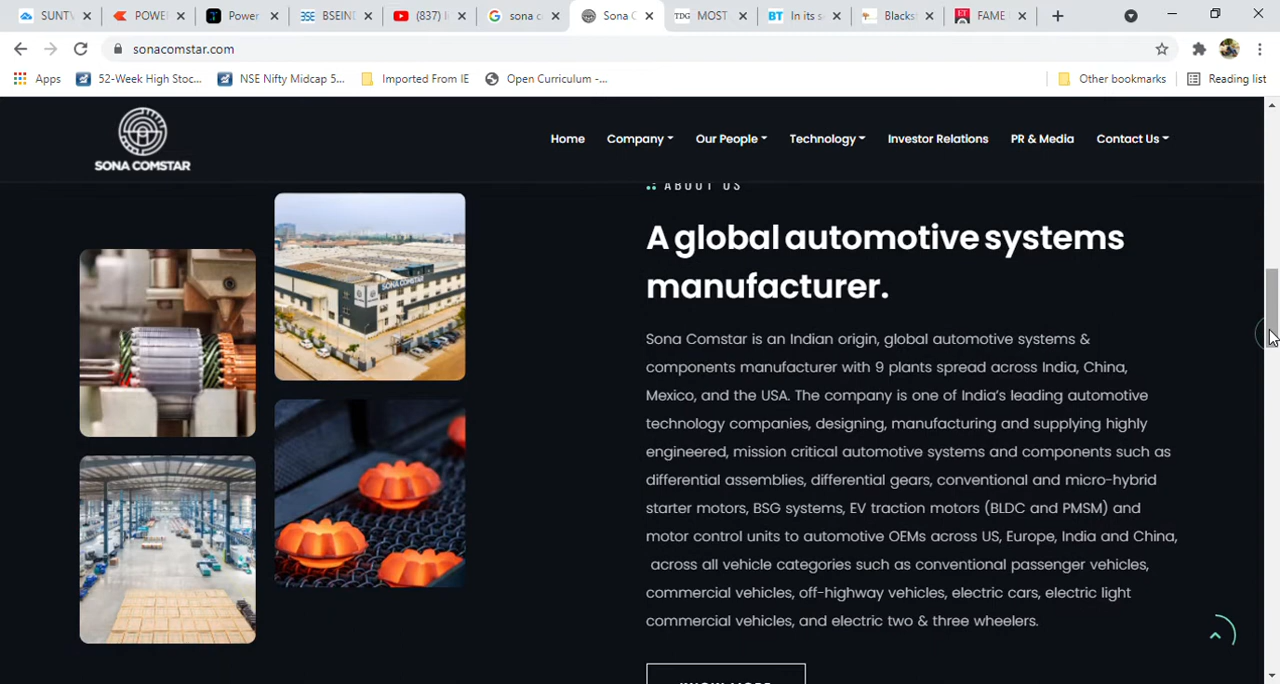 SUNTV
POWE
Power
BSEIND
(837) I
sona c
Sona C
MOST
In its s
Blacks
FAME
sonacomstar.com
Apps
52-Week High Stoc...
NSE Nifty Midcap 5...
Imported From IE
Open Curriculum -...
Other bookmarks
Reading list
SONA COMSTAR
Home
Company
Our People
Technology
Investor Relations
PR & Media
Contact Us
SONA COMSTAR
ABOUT US
A global automotive systems
manufacturer.
Sona Comstar is an Indian origin, global automotive systems &
components manufacturer with 9 plants spread across India, China,
Mexico, and the USA. The company is one of India's leading automotive
technology companies, designing, manufacturing and supplying highly
engineered, mission critical automotive systems and components such as
differential assemblies, differential gears, conventional and micro-hybrid
starter motors, BSG systems, EV traction motors (BLDC and PMSM) and
motor control units to automotive OEMs across US, Europe, India and China,
across all vehicle categories such as conventional passenger vehicles,
commercial vehicles, off-highway vehicles, electric cars, electric light
commercial vehicles, and electric two & three wheelers.